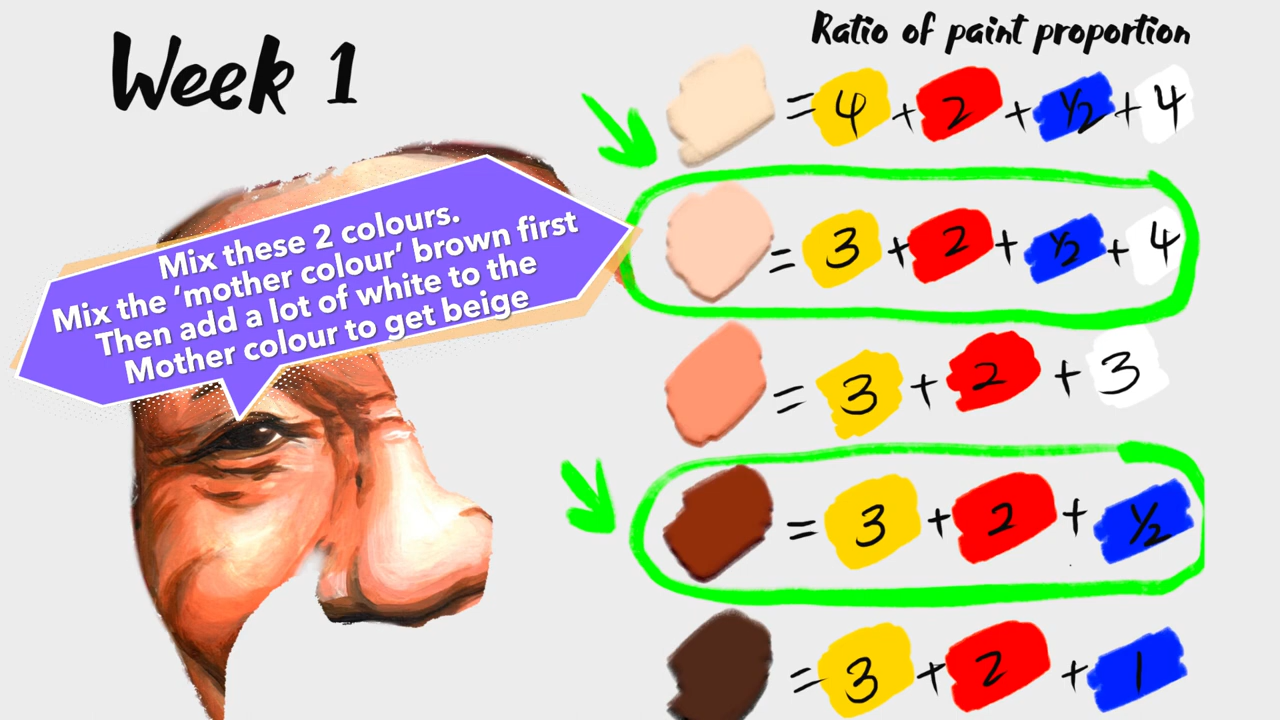 Week 1
Ratio of paint proportion
= 4 + 2 + 1/2 + 4
Mix these 2 colours.
Mix the ‘mother colour’ brown first
Then add a lot of white to the
Mother colour to get beige
= 3 + 2 + 1/2 + 4
= 3 + 2 + 3
= 3 + 2 + 1/2
= 3 + 2 + 1